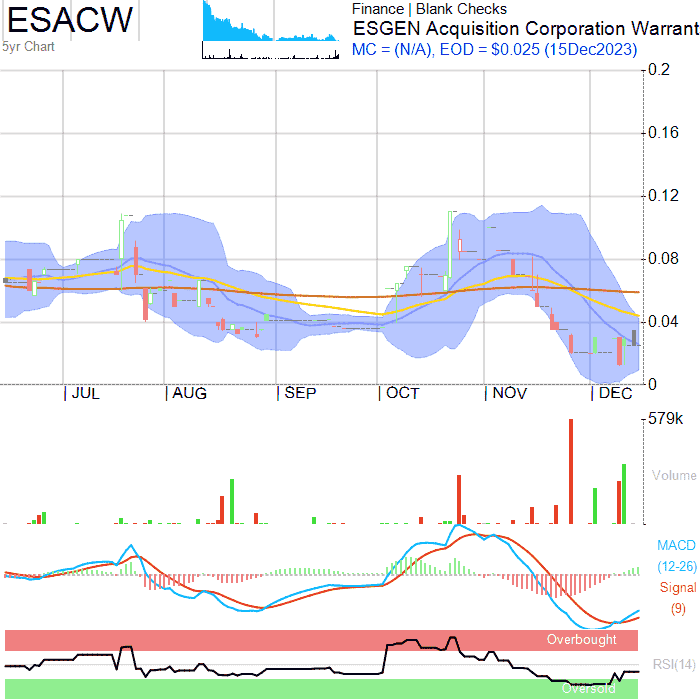 ESACW
5yr Chart
Finance | Blank Checks
ESGEN Acquisition Corporation Warrant
MC = (N/A), EOD = $0.025 (15Dec2023)
0.2
0.16
0.12
0.08
0.04
0
JUL AUG SEP OCT NOV DEC
579k
Volume
MACD
(12-26)
Signal
(9)
Overbought
RSI(14)
Oversold